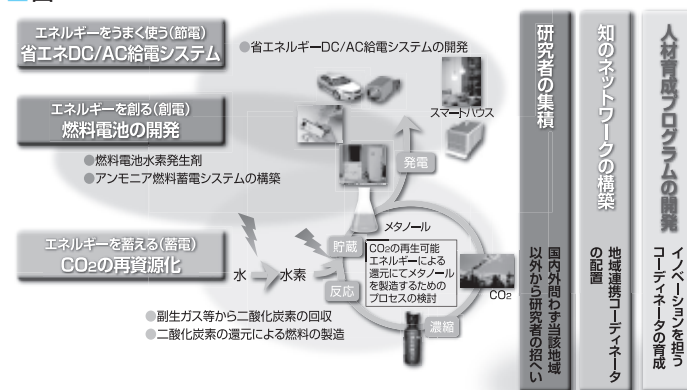 エネルギーをうまく使う(節電)
省エネDC/AC給電システム
●省エネルギーDC/AC給電システムの開発
スマートハウス
エネルギーを創る(創電)
燃料電池の開発
●燃料電池水素発生剤
●アンモニア燃料蓄電システムの構築
発電
メタノール
エネルギーを蓄える(蓄電)
CO2の再資源化
水
水素
貯蔵
反応
CO2の再生可能
エネルギーによる
還元にてメタノール
を製造するための
プロセスの検討
CO2
濃縮
●副生ガス等から二酸化炭素の回収
●二酸化炭素の還元による燃料の製造
研究者の集積
国内外問わず当該地域
以外から研究者の招へい
知のネットワークの構築
地域連携コーディネータ
の配置
人材育成プログラムの開発
イノベーションを担う
コーディネータの育成